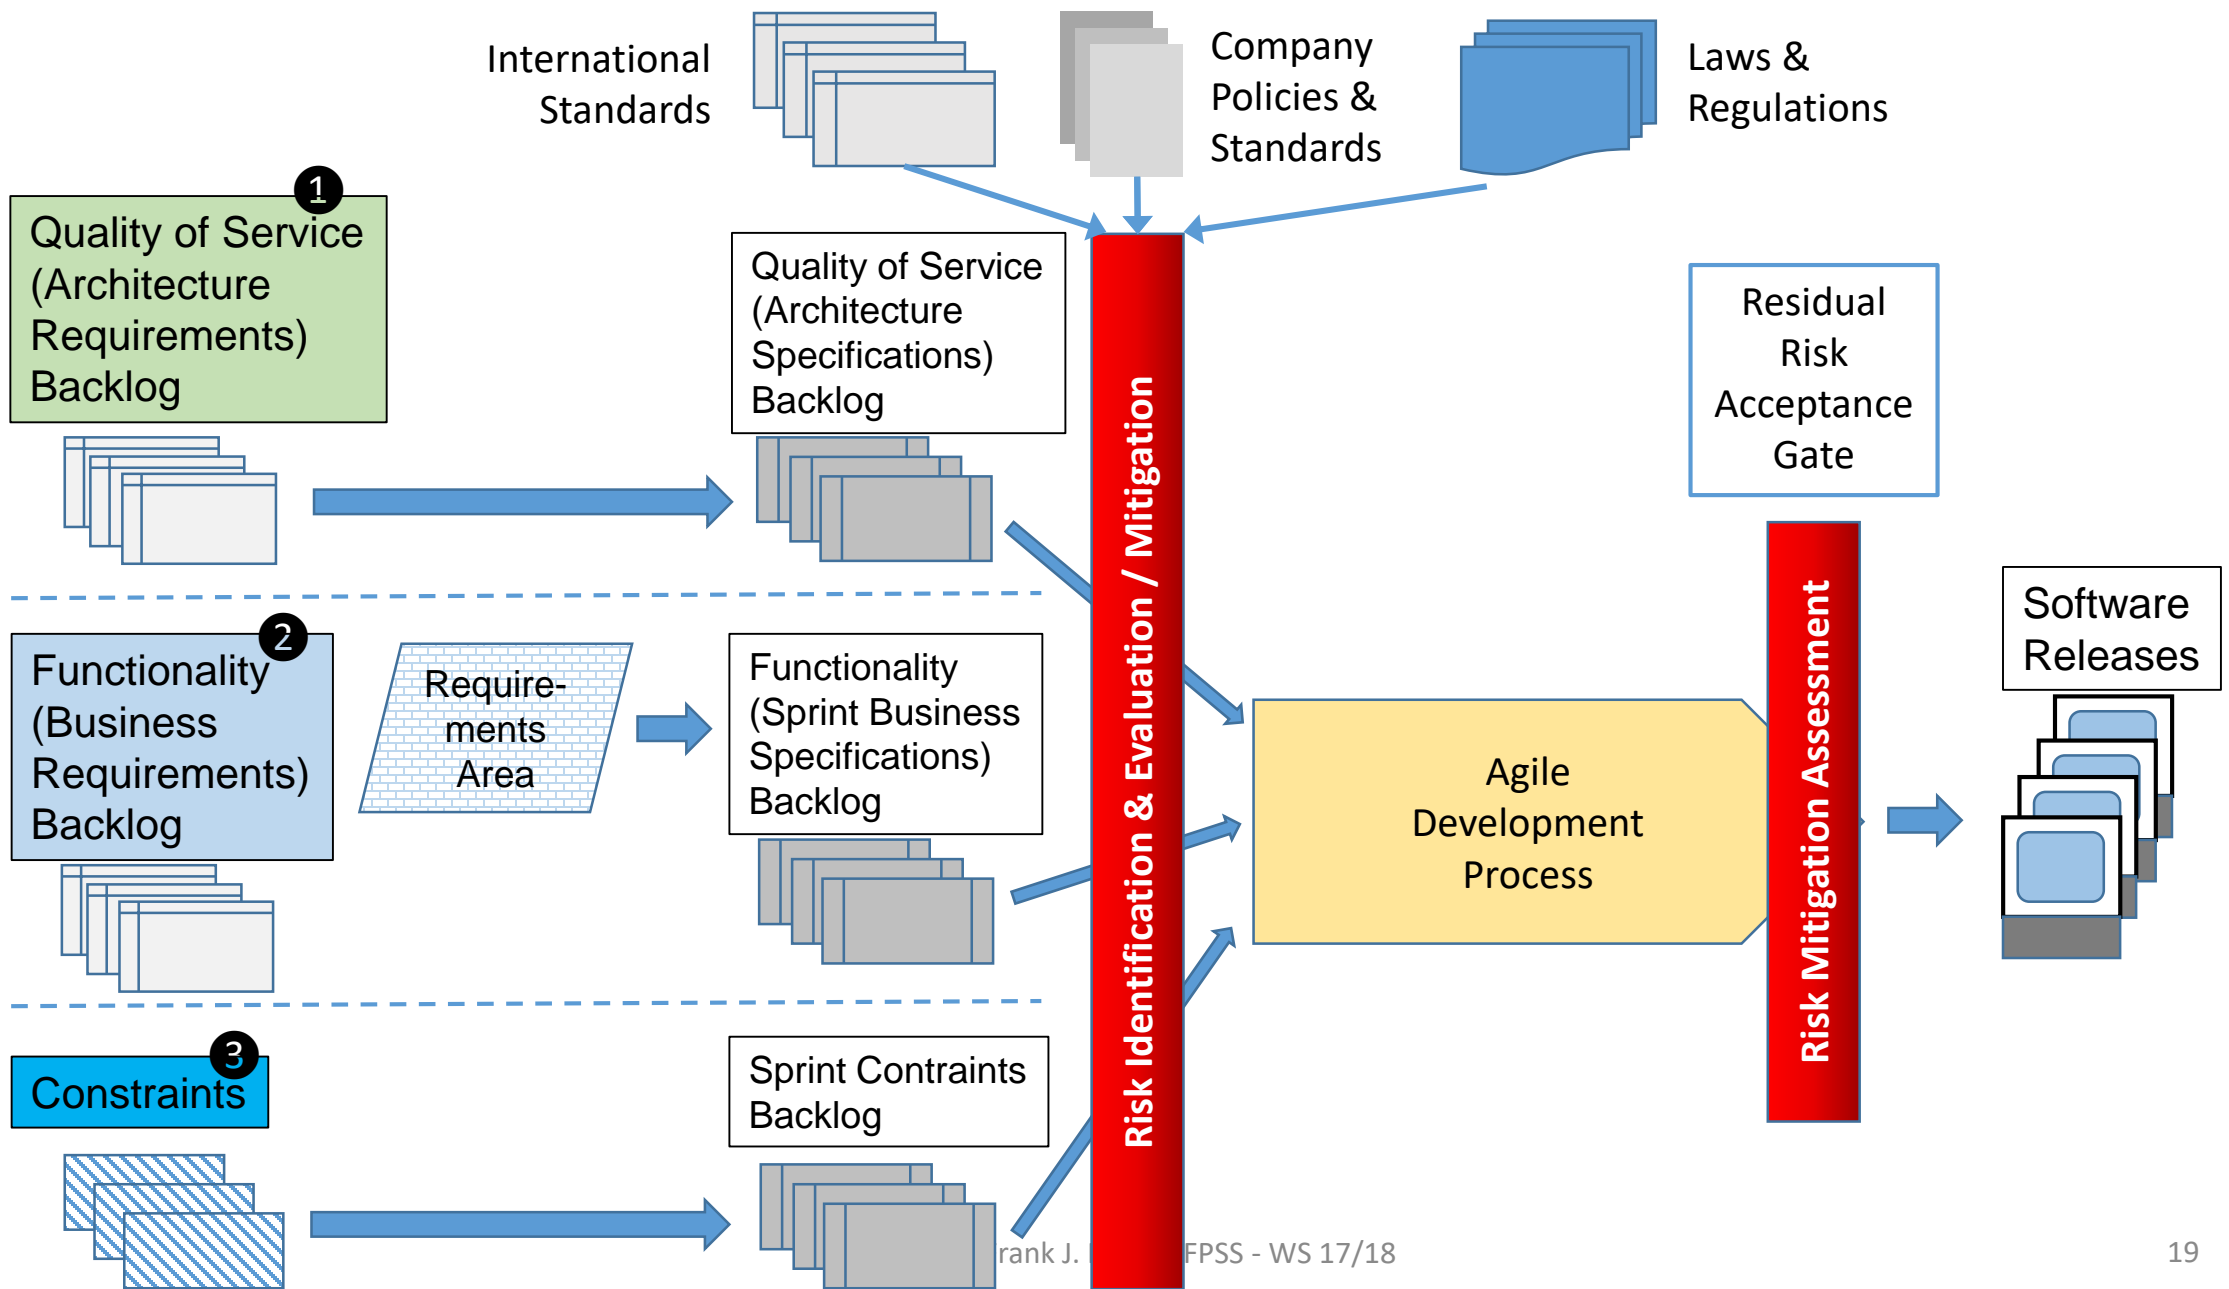 International
Standards
Company
Policies &
Standards
Laws &
Regulations
1
Quality of Service
(Architecture
Requirements)
Backlog
Quality of Service
(Architecture
Specifications)
Backlog
Risk Identification & Evaluation / Mitigation
Residual
Risk
Acceptance
Gate
2
Functionality
(Business
Requirements)
Backlog
Require-
ments
Area
Functionality
(Sprint Business
Specifications)
Backlog
Agile
Development
Process
Risk Mitigation Assessment
Software
Releases
3
Constraints
Sprint Contraints
Backlog
J. FPSS - WS 17/18
19